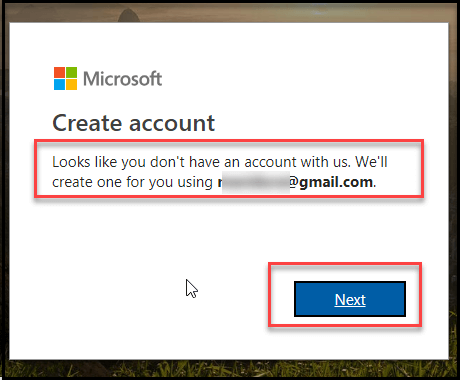 Microsoft
Create account
Looks like you don't have an account with us. We'll
create one for you using @gmail.com.
Next